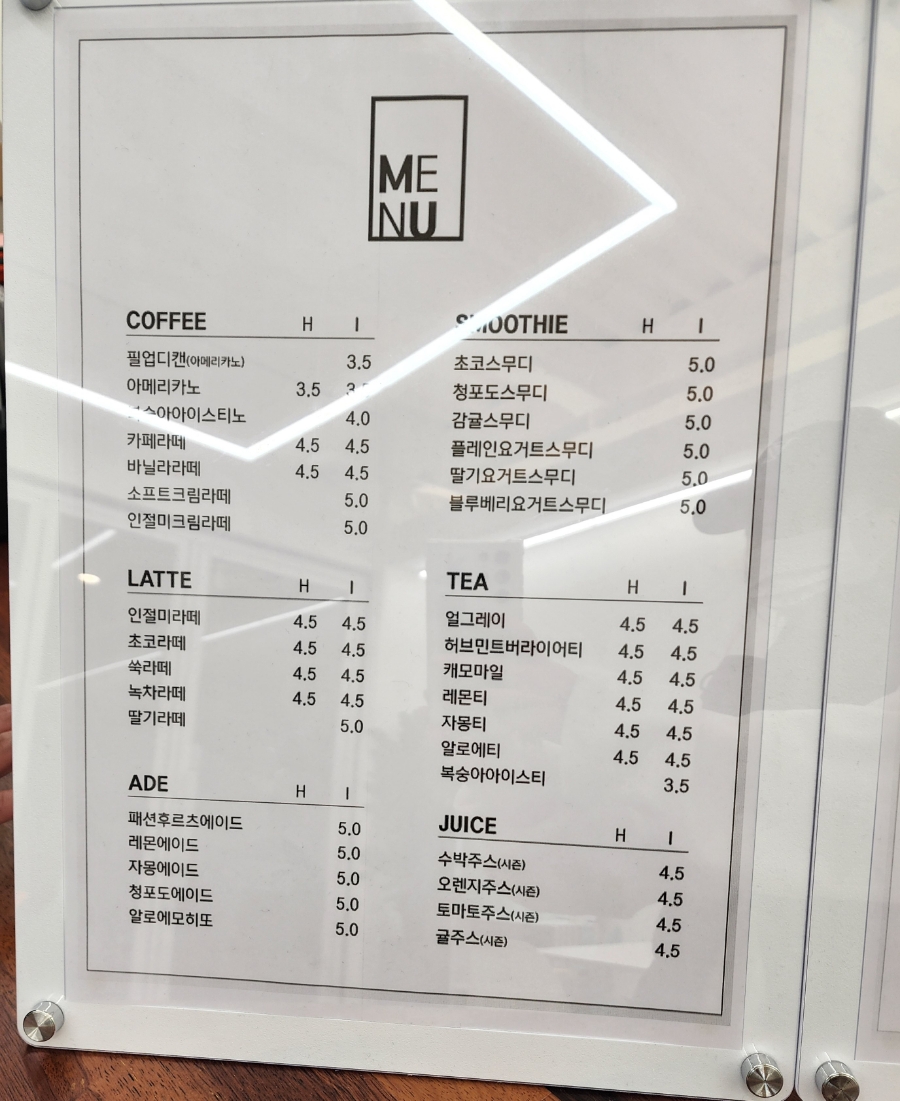 ME
NU
COFFEE H I
필업디캔(아메리카노) 3.5
아메리카노 3.5
아이스티노 4.0
카페라떼 4.5 4.5
바닐라라떼 4.5 4.5
소프트크림라떼 5.0
인절미크림라떼 5.0
LATTE H I
인절미라떼 4.5 4.5
초코라떼 4.5 4.5
쑥라떼 4.5 4.5
녹차라떼 4.5 4.5
딸기라떼 5.0
ADE H I
패션후르츠에이드 5.0
레몬에이드 5.0
자몽에이드 5.0
청포도에이드 5.0
알로에모히또 5.0
SMOOTHIE H I
초코스무디 5.0
청포도스무디 5.0
감귤스무디 5.0
플레인요거트스무디 5.0
딸기요거트스무디 5.0
블루베리요거트스무디 5.0
TEA H I
얼그레이 4.5 4.5
허브민트버라이어티 4.5 4.5
캐모마일 4.5 4.5
레몬티 4.5 4.5
자몽티 4.5 4.5
알로에티 4.5 4.5
복숭아아이스티 3.5
JUICE H I
수박주스(시즌) 4.5
오렌지주스(시즌) 4.5
토마토주스(시즌) 4.5
귤주스(시즌) 4.5